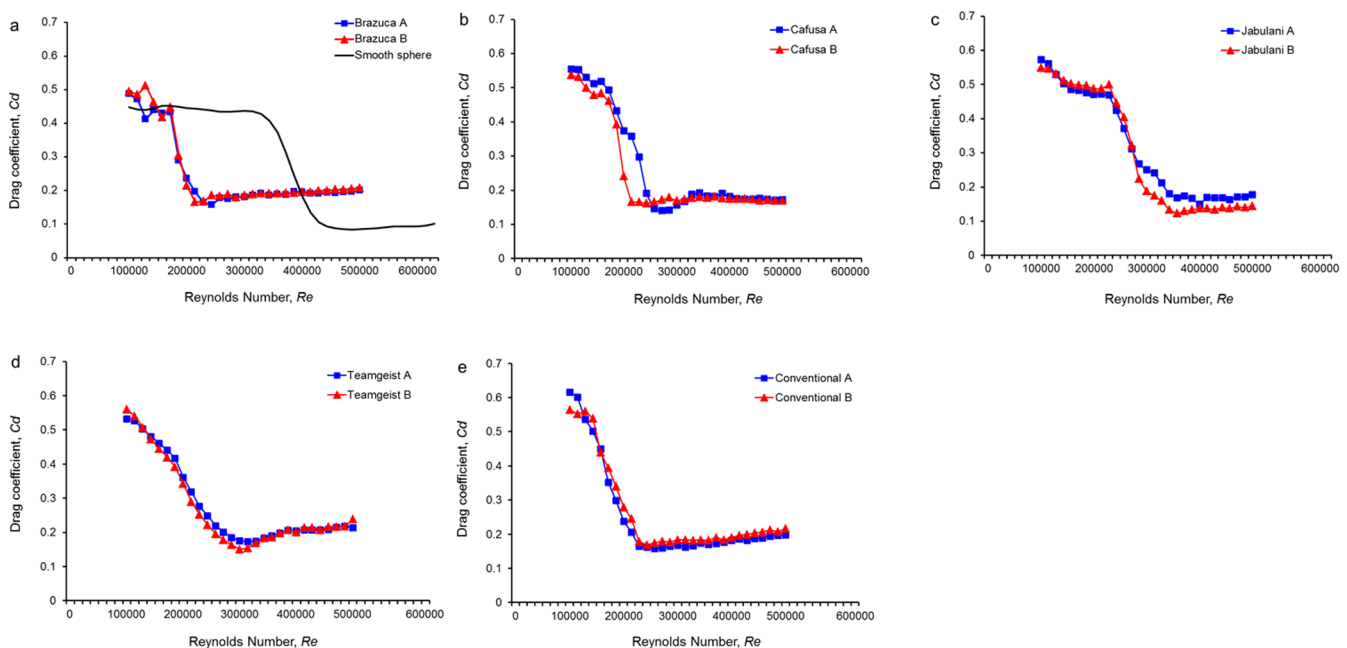 a
Brazuca A
Brazuca B
Smooth sphere
0.7
0.6
0.5
0.4
0.3
0.2
0.1
0
Drag coefficient, Cd
0 100000 200000 300000 400000 500000 600000
Reynolds Number, Re
b
Cafusa A
Cafusa B
0.7
0.6
0.5
0.4
0.3
0.2
0.1
0
Drag coefficient, Cd
0 100000 200000 300000 400000 500000 600000
Reynolds Number, Re
c
Jabulani A
Jabulani B
0.7
0.6
0.5
0.4
0.3
0.2
0.1
0
Drag coefficient, Cd
0 100000 200000 300000 400000 500000 600000
Reynolds Number, Re
d
Teamgeist A
Teamgeist B
0.7
0.6
0.5
0.4
0.3
0.2
0.1
0
Drag coefficient, Cd
0 100000 200000 300000 400000 500000 600000
Reynolds Number, Re
e
Conventional A
Conventional B
0.7
0.6
0.5
0.4
0.3
0.2
0.1
0
Drag coefficient, Cd
0 100000 200000 300000 400000 500000 600000
Reynolds Number, Re